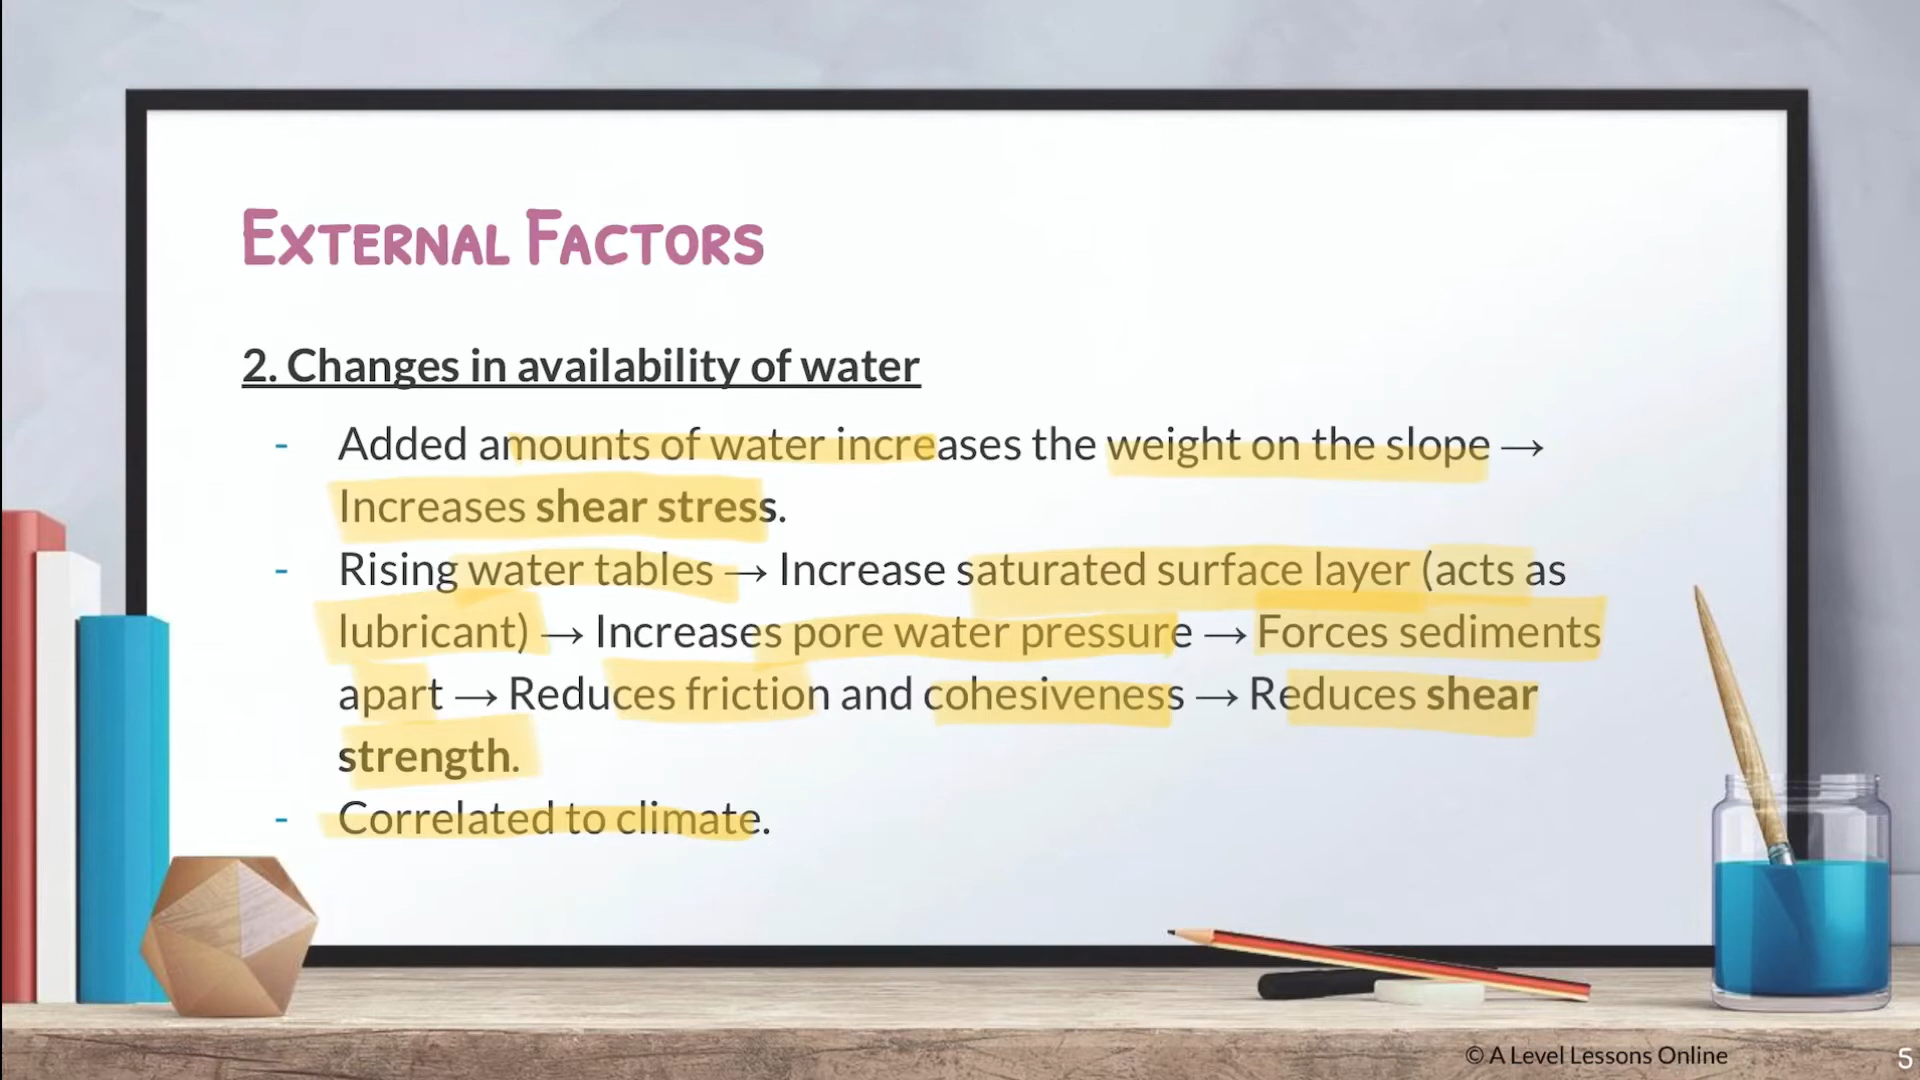 External Factors
2. Changes in availability of water
- Added amounts of water increases the weight on the slope →
Increases shear stress.
- Rising water tables → Increase saturated surface layer (acts as
lubricant) → Increases pore water pressure → Forces sediments
apart → Reduces friction and cohesiveness → Reduces shear
strength.
- Correlated to climate.
© A Level Lessons Online
5